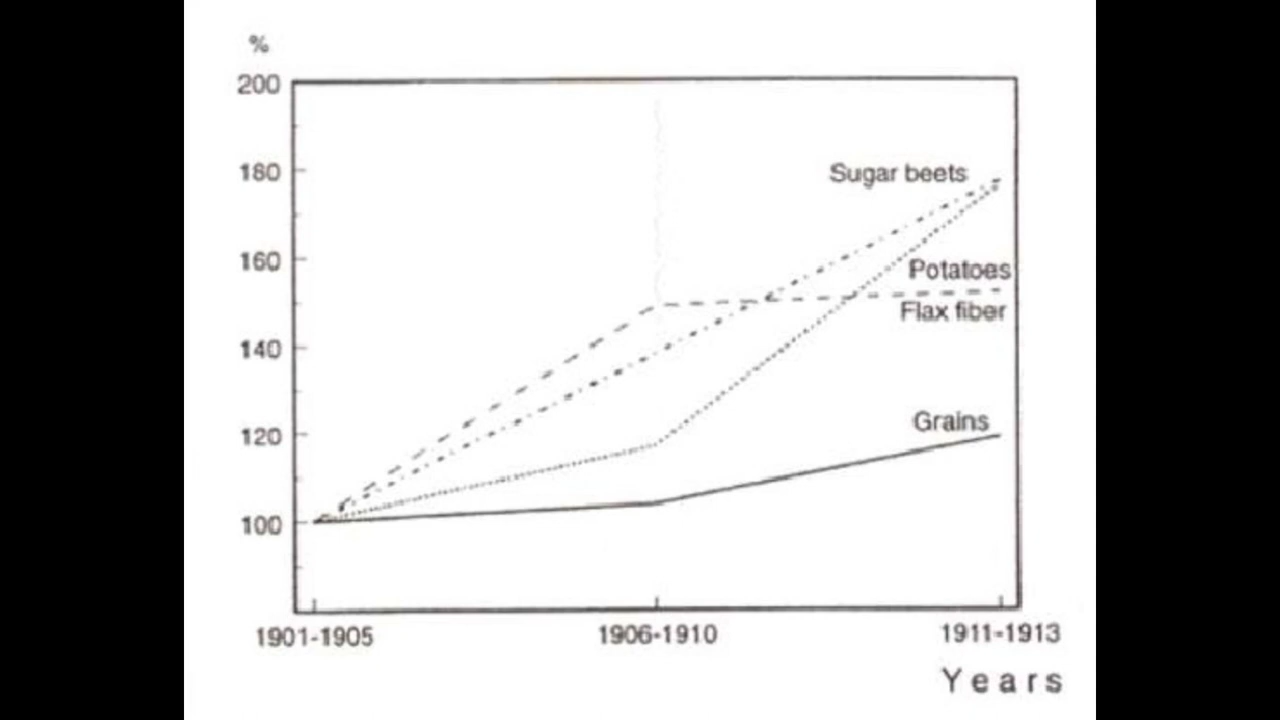 %
200
180
160
140
120
100
Sugar beets
Potatoes
Flax fiber
Grains
1901-1905
1906-1910
1911-1913
Years